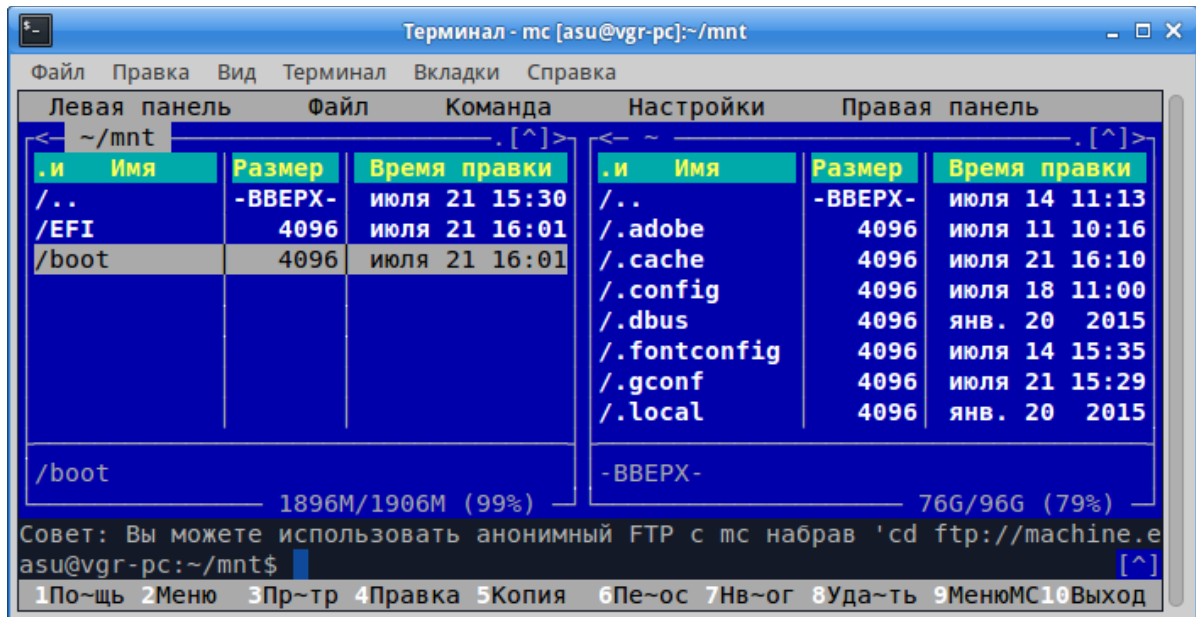 Терминал - mc [asu@vgr-pc]:~/mnt
Файл Правка Вид Терминал Вкладки Справка
Левая панель Файл Команда Настройки Правая панель
<— ~/mnt .[^]> <— ~ .[^]>
.и Имя Размер Время правки .и Имя Размер Время правки
/.. -ВВЕРХ- июля 21 15:30 /.. -ВВЕРХ- июля 14 11:13
/EFI 4096 июля 21 16:01 /.adobe 4096 июля 11 10:16
/boot 4096 июля 21 16:01 /.cache 4096 июля 21 16:10
/.config 4096 июля 18 11:00
/.dbus 4096 янв. 20 2015
/.fontconfig 4096 июля 14 15:35
/.gconf 4096 июля 21 15:29
/.local 4096 янв. 20 2015
/boot -ВВЕРХ-
1896M/1906M (99%) 76G/96G (79%)
Совет: Вы можете использовать анонимный FTP с mc набрав 'cd ftp://machine.e
asu@vgr-pc:~/mnt$ [^]
1По~щь 2Меню 3Пр~тр 4Правка 5Копия 6Пе~ос 7Нв~ог 8Уда~ть 9МенюМС 10Выход